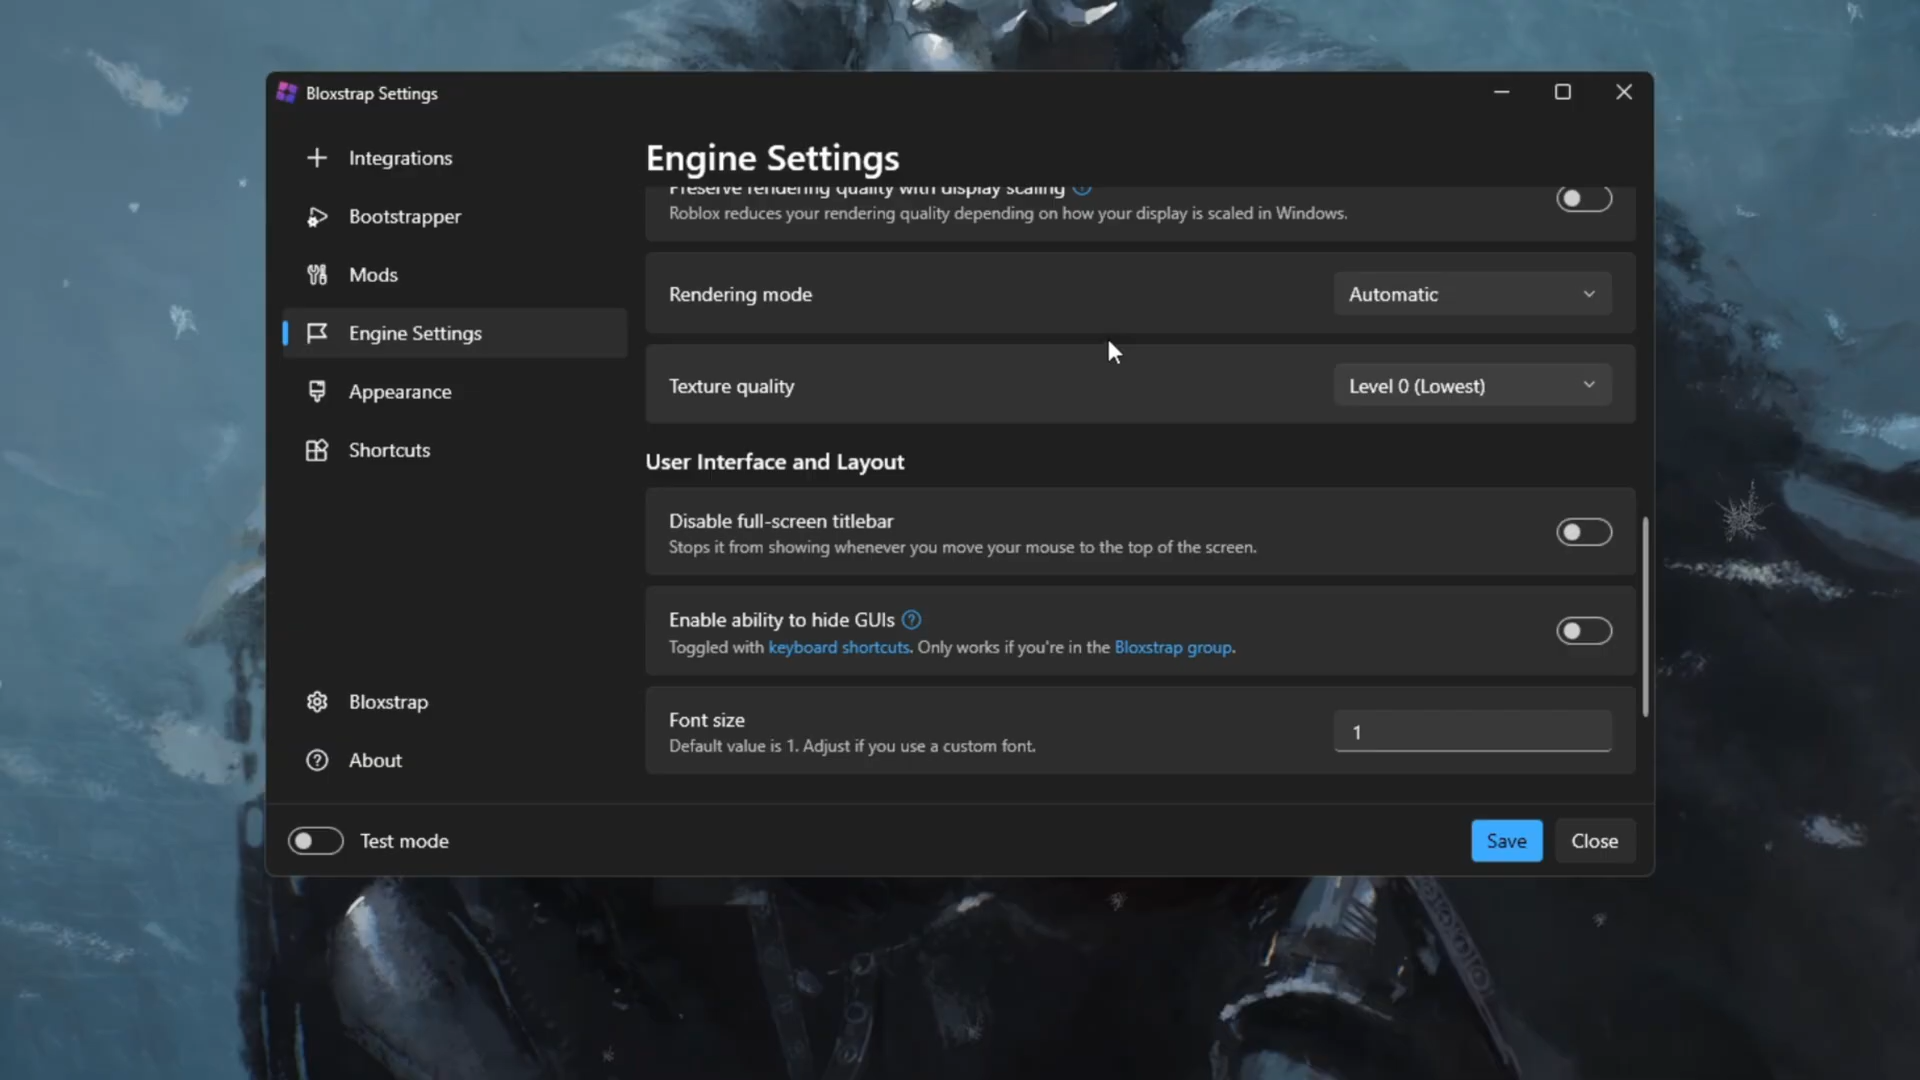 Bloxstrap Settings
Integrations
Bootstrapper
Mods
Engine Settings
Appearance
Shortcuts
Bloxstrap
About
Test mode
Engine Settings
Preserve rendering quality with display scaling
Roblox reduces your rendering quality depending on how your display is scaled in Windows.
Rendering mode
Automatic
Texture quality
Level 0 (Lowest)
User Interface and Layout
Disable full-screen titlebar
Stops it from showing whenever you move your mouse to the top of the screen.
Enable ability to hide GUIs
Toggled with keyboard shortcuts. Only works if you're in the Bloxstrap group.
Font size
Default value is 1. Adjust if you use a custom font.
1
Save
Close